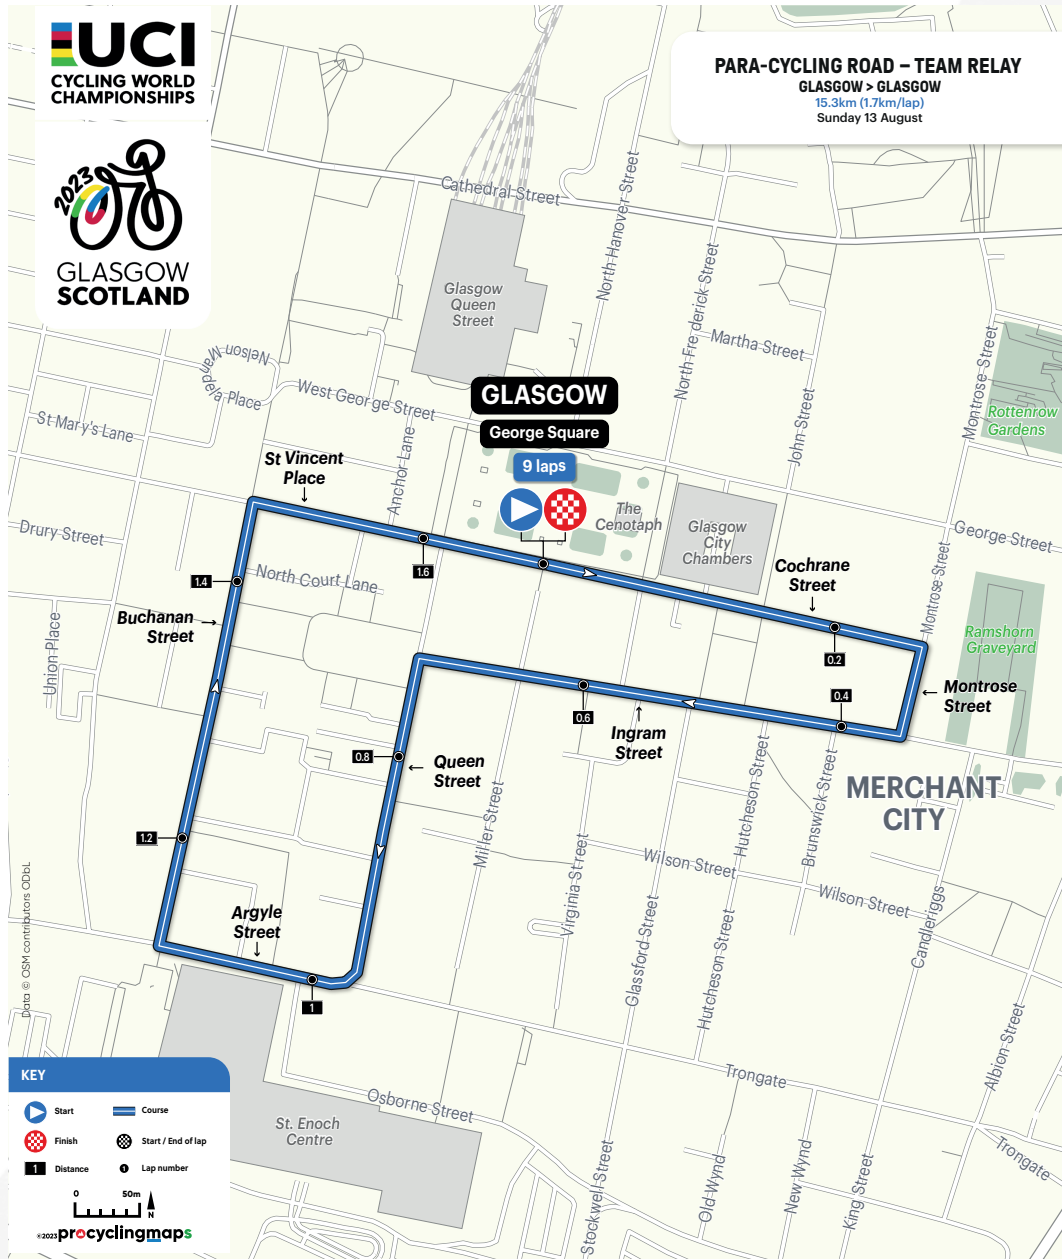 UCI
CYCLING WORLD
CHAMPIONSHIPS
2023
GLASGOW
SCOTLAND
PARA-CYCLING ROAD – TEAM RELAY
GLASGOW > GLASGOW
15.3km (1.7km/lap)
Sunday 13 August
Cathedral Street
North Hanover Street
Glasgow
Queen
Street
North Frederick Street
Martha Street
John Street
Montrose Street
Rottenrow
Gardens
Nelson Mandela Place
West George Street
St Mary's Lane
Anchor Lane
GLASGOW
George Square
9 laps
St Vincent
Place
The
Cenotaph
Glasgow
City
Chambers
George Street
Drury Street
1.6
1.4
North Court Lane
Cochrane
Street
Montrose Street
Buchanan
Street
Union Place
0.2
Ramshorn
Graveyard
0.4
Montrose
Street
0.6
Ingram
Street
0.8
Queen
Street
MERCHANT
CITY
Miller Street
Hutcheson Street
Brunswick Street
1.2
Virginia Street
Wilson Street
Wilson Street
Argyle
Street
Glassford Street
Hutcheson Street
Candleriggs
1
Data © OSM contributors ODbL
Albion Street
Trongate
Osborne Street
St. Enoch
Centre
Stockwell Street
Old Wynd
New Wynd
King Street
Trongate
KEY
Start
Course
Finish
Start / End of lap
1
Distance
1
Lap number
0
50m
N
©2023procyclingmaps